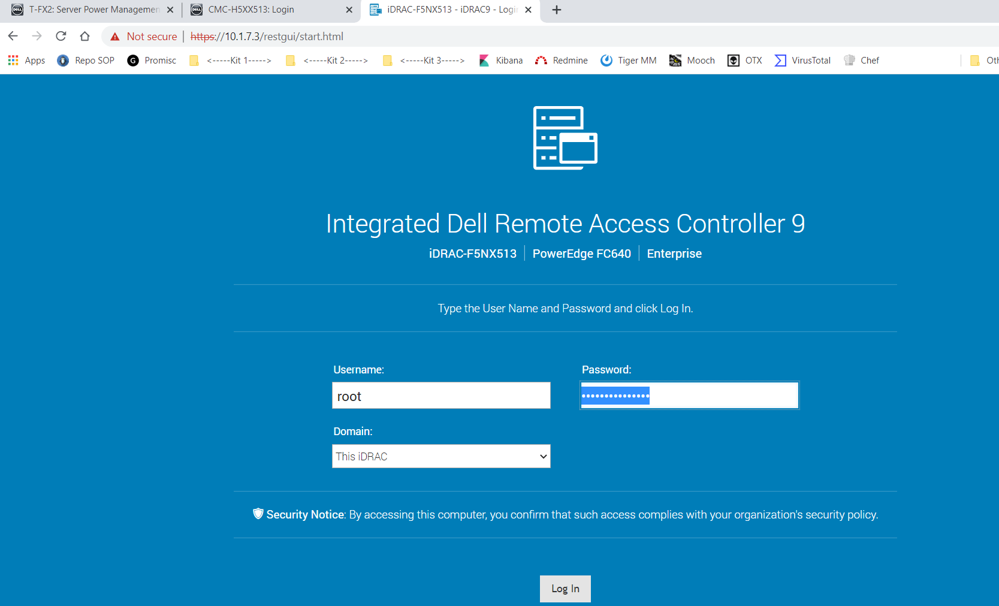 T-FX2: Server Power Managemen
CMC-H5XX513: Login
iDRAC-F5NX513 - iDRAC9 - Login
Not secure | https://10.1.7.3/restgui/start.html
Apps Repo SOP Promisc <-----Kit 1-----> <-----Kit 2-----> <-----Kit 3-----> Kibana Redmine Tiger MM Mooch OTX VirusTotal Chef Oth
Integrated Dell Remote Access Controller 9
iDRAC-F5NX513 | PowerEdge FC640 | Enterprise
Type the User Name and Password and click Log In.
Username:
root
Password:
•••••••••••••••
Domain:
This iDRAC
Security Notice: By accessing this computer, you confirm that such access complies with your organization's security policy.
Log In